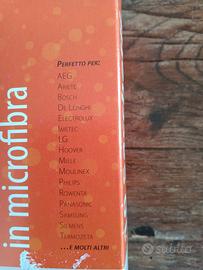 PERFETTO PER:
AEG
ARIETE
BOSCH
DE LONGHI
ELECTROLUX
IMETEC
LG
HOOVER
MIELE
MOULINEX
PHILIPS
ROWENTA
PANASONIC
SAMSUNG
SIEMENS
TERMOZETA
...E MOLTI ALTRI
in microfibra
subito